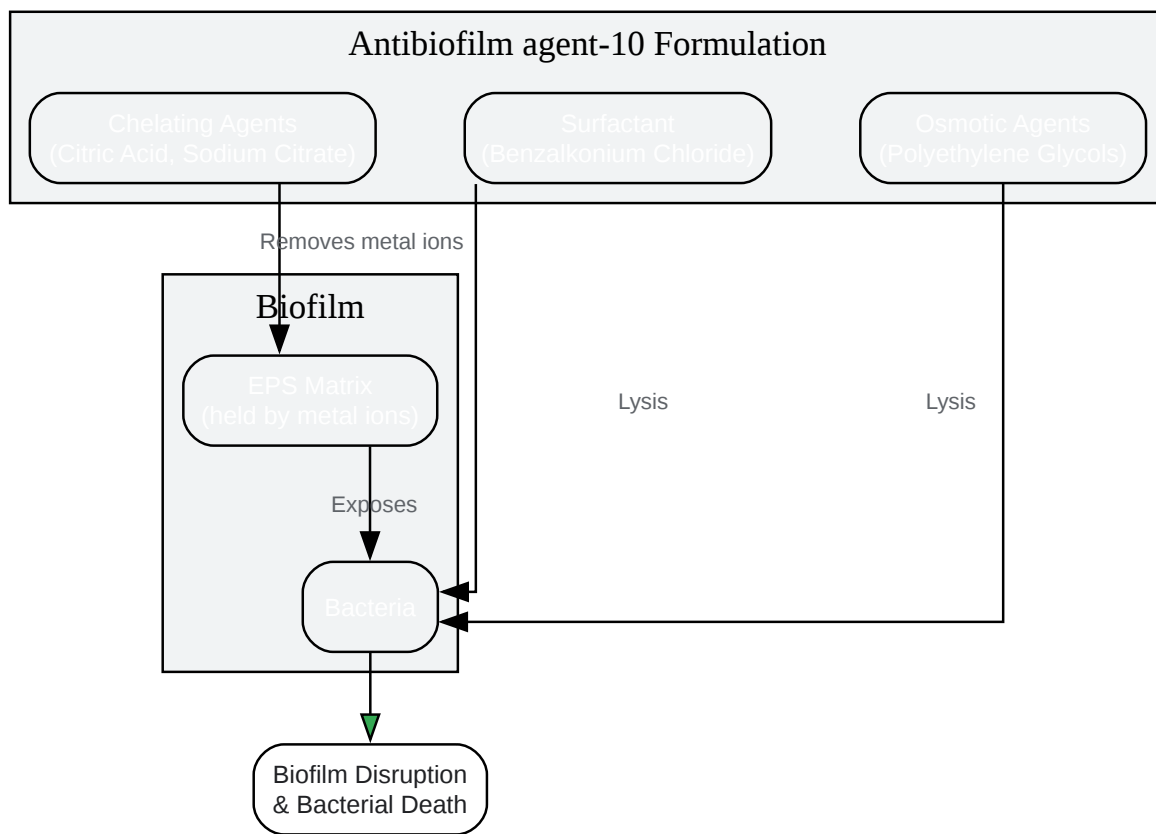 Antibiofilm agent-10 Formulation
Chelating Agents
(Citric Acid, Sodium Citrate)
Surfactant
(Benzalkonium Chloride)
Osmotic Agents
(Polyethylene Glycols)
Removes metal ions
Biofilm
EPS Matrix
(held by metal ions)
Lysis
Lysis
Exposes
Bacteria
Biofilm Disruption
& Bacterial Death